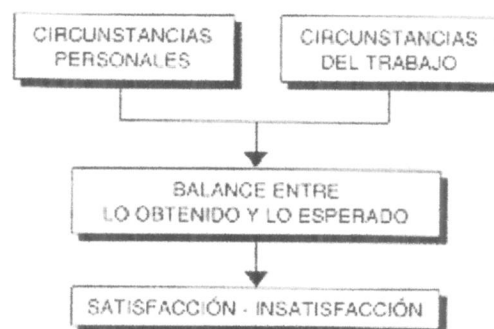 CIRCUNSTANCIAS
PERSONALES
CIRCUNSTANCIAS
DEL TRABAJO
BALANCE ENTRE
LO OBTENIDO Y LO ESPERADO
SATISFACCIÓN - INSATISFACCIÓN